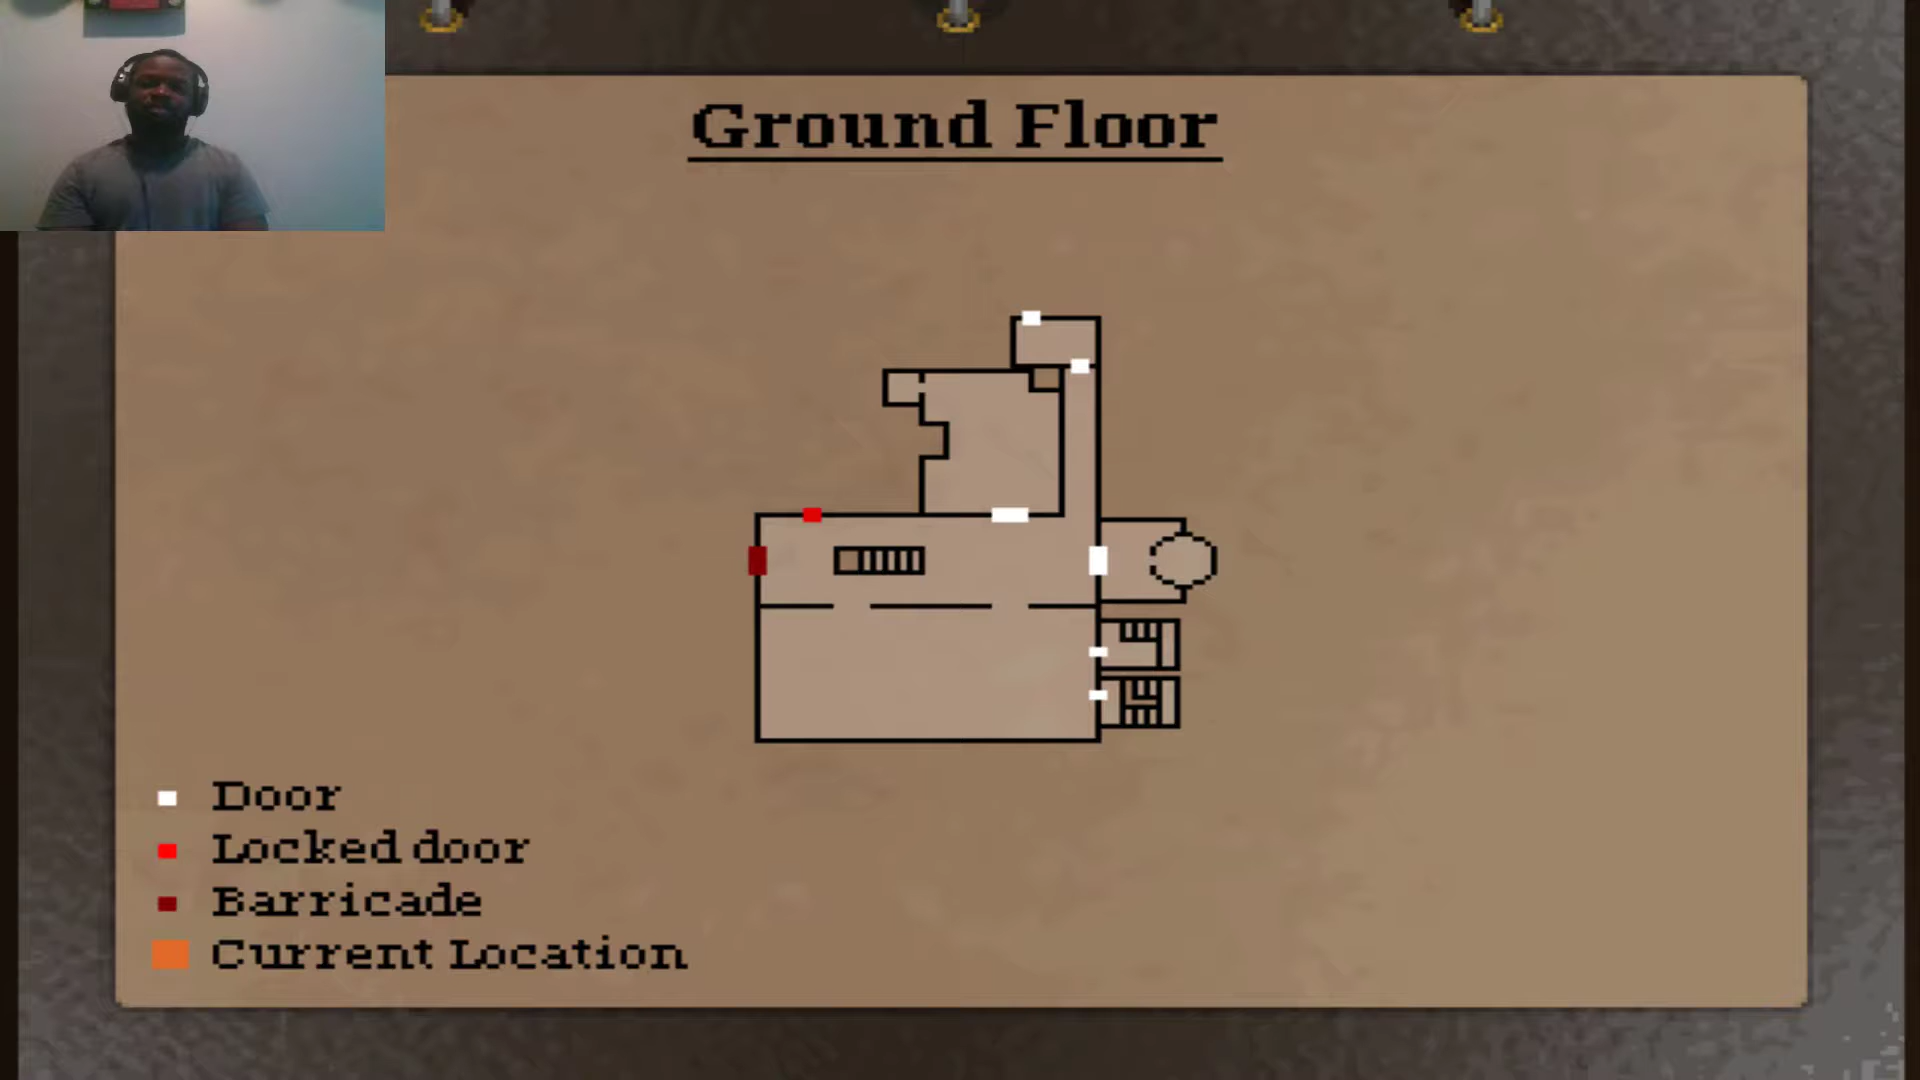 Ground Floor
Door
Locked door
Barricade
Current Location